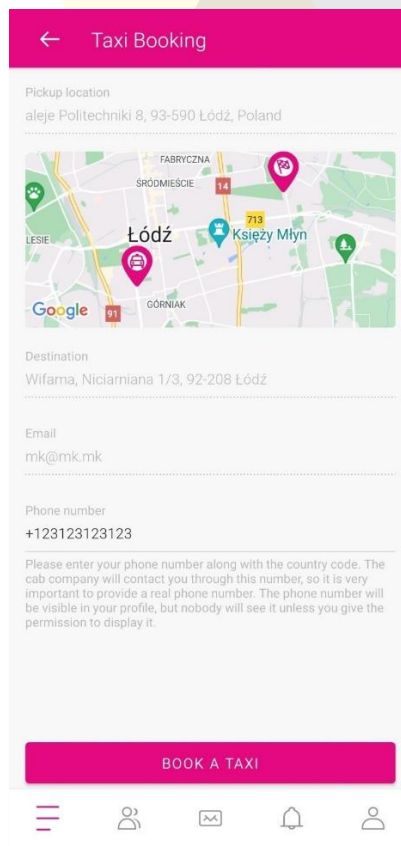 Taxi Booking
Pickup location
aleje Politechniki 8, 93-590 Łódź, Poland
FABRYCZNA
ŚRÓDMIEŚCIE
14
713
LESIE
Łódź
Księży Młyn
GÓRNIAK
Google
91
Destination
Wifama, Niciarniana 1/3, 92-208 Łódź
Email
mk@mk.mk
Phone number
+123123123123
Please enter your phone number along with the country code. The
cab company will contact you through this number, so it is very
important to provide a real phone number. The phone number will
be visible in your profile, but nobody will see it unless you give the
permission to display it.
BOOK A TAXI